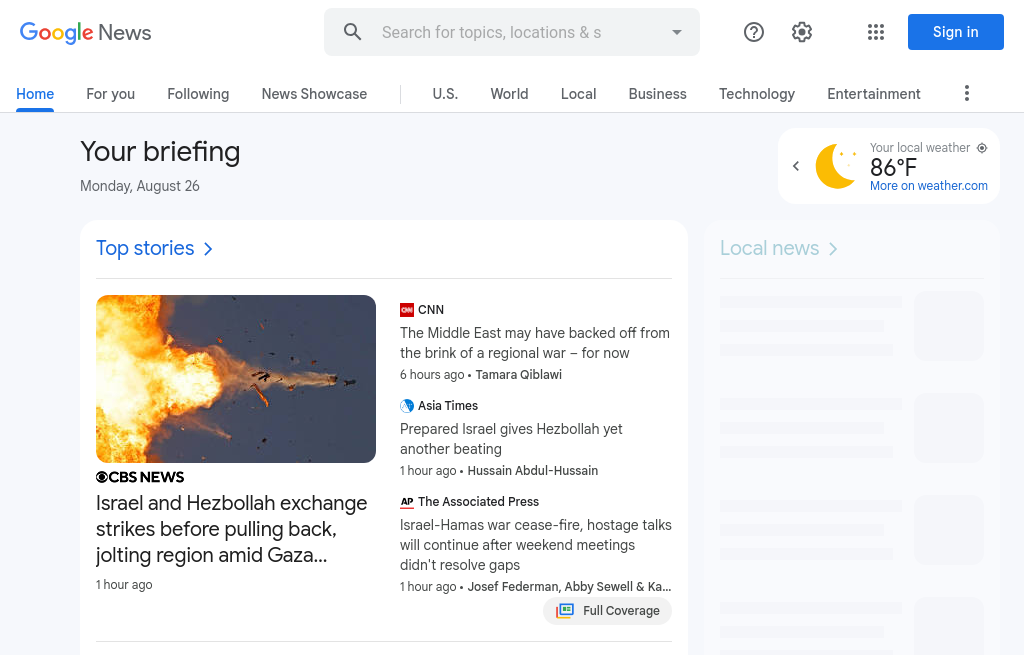 Google News
Search for topics, locations & s
Sign in
Home
For you
Following
News Showcase
U.S.
World
Local
Business
Technology
Entertainment
Your briefing
Monday, August 26
Your local weather
86°F
More on weather.com
Top stories
Local news
CBS NEWS
Israel and Hezbollah exchange
strikes before pulling back,
jolting region amid Gaza...
1 hour ago
CNN
The Middle East may have backed off from
the brink of a regional war – for now
6 hours ago • Tamara Qiblawi
Asia Times
Prepared Israel gives Hezbollah yet
another beating
1 hour ago • Hussain Abdul-Hussain
AP The Associated Press
Israel-Hamas war cease-fire, hostage talks
will continue after weekend meetings
didn't resolve gaps
1 hour ago • Josef Federman, Abby Sewell & Ka...
Full Coverage